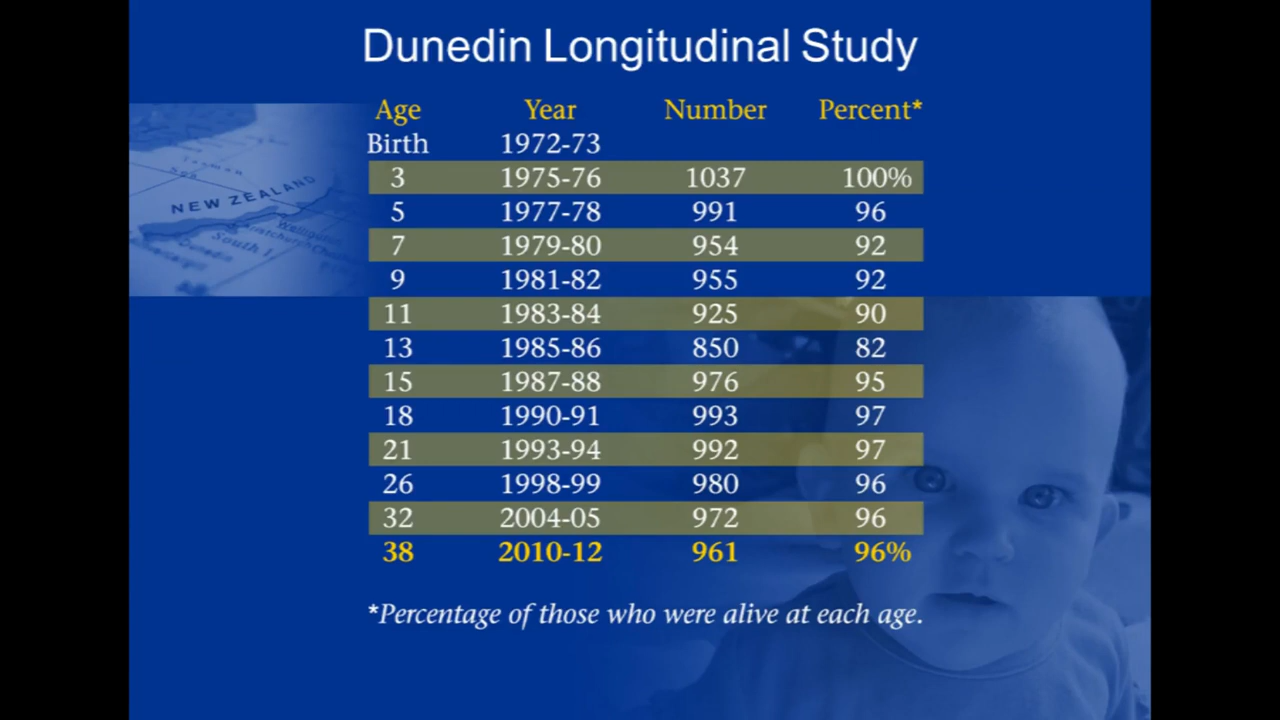 Dunedin Longitudinal Study
Age Year Number Percent*
Birth 1972-73
3 1975-76 1037 100%
5 1977-78 991 96
7 1979-80 954 92
9 1981-82 955 92
11 1983-84 925 90
13 1985-86 850 82
15 1987-88 976 95
18 1990-91 993 97
21 1993-94 992 97
26 1998-99 980 96
32 2004-05 972 96
38 2010-12 961 96%
*Percentage of those who were alive at each age.
NEW ZEALAND
South I
Dunedin